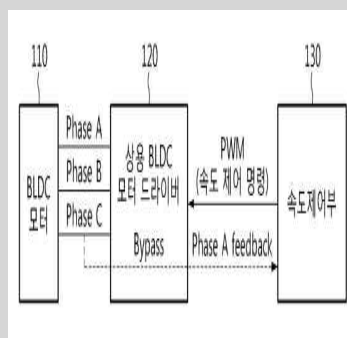 110
120
130
BLDC
모터
Phase A
Phase B
Phase C
상용 BLDC
모터 드라이버
Bypass
PWM
(속도 제어 명령)
Phase A feedback
속도제어부